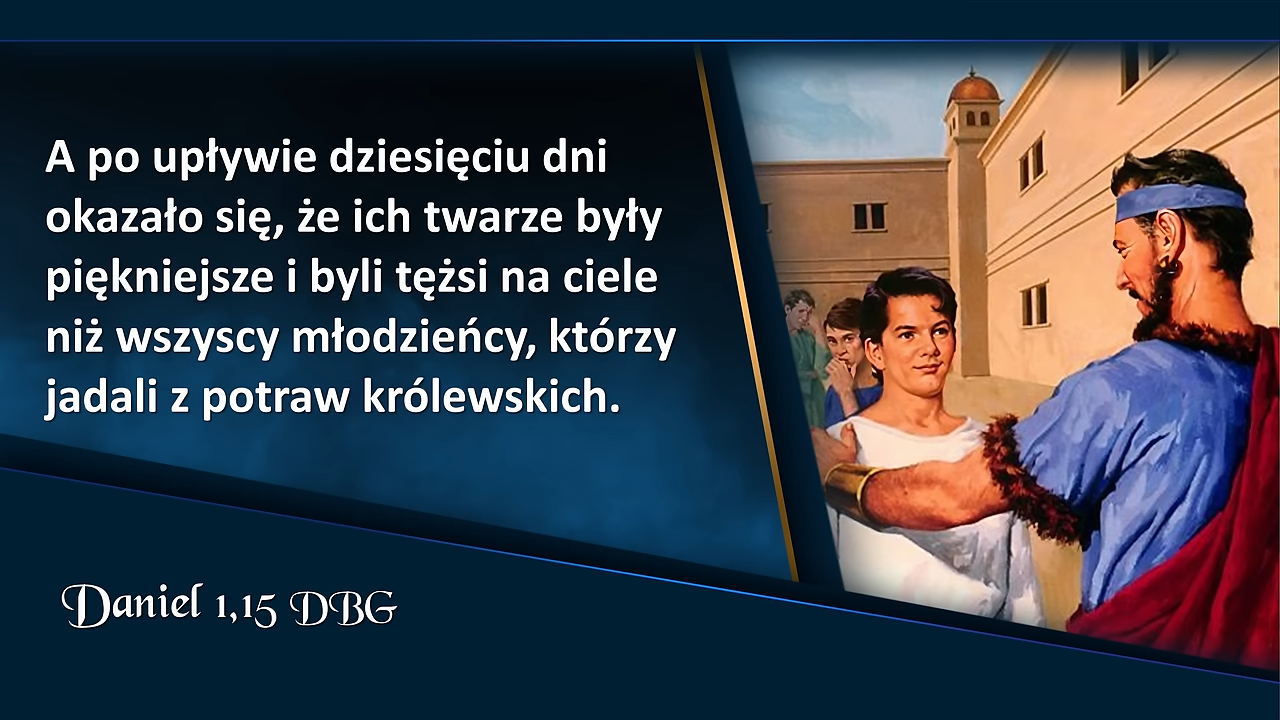 A po upływie dziesięciu dni
okazało się, że ich twarze były
piękniejsze i byli tężsi na ciele
niż wszyscy młodzieńcy, którzy
jadali z potraw królewskich.
Daniel 1,15 DBG